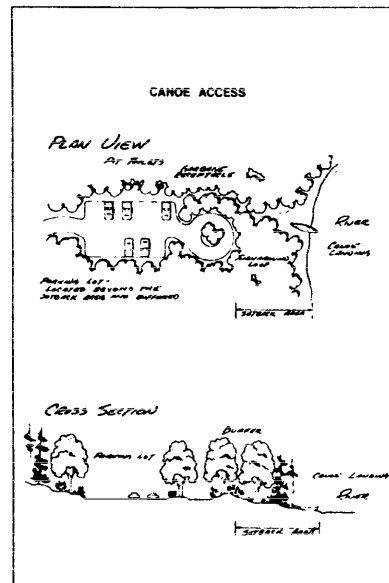 CANOE ACCESS
PLAN VIEW
PIT TOILETS
GARBAGE
RECEPTACLE
RIVER
CANOE
LANDING
TURNAROUND
LOOP
PARKING LOT -
LOCATED BEYOND THE
SETBACK AREA AND BUFFERED
SETBACK AREA
CROSS SECTION
BUFFER
PARKING LOT
CANOE LANDING
RIVER
SETBACK AREA